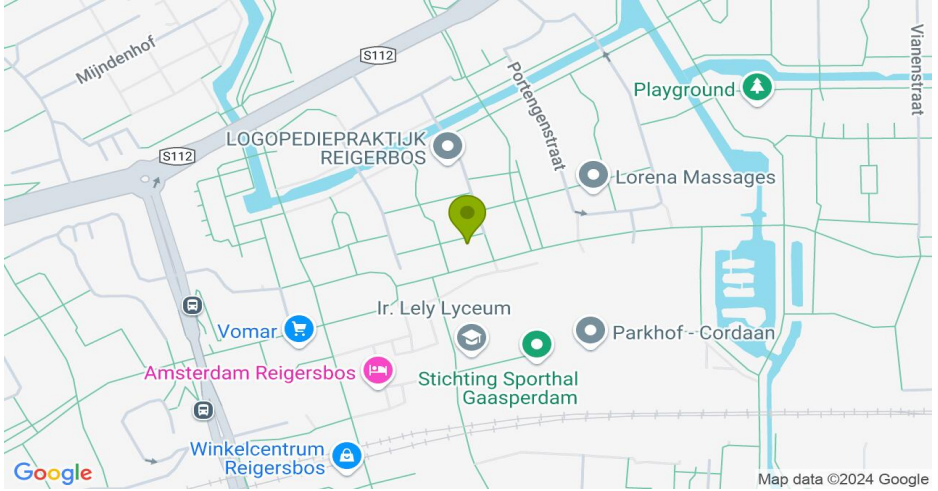 Mijndenhof
S112
Portengenstraat
Vianenstraat
Playground
LOGOPEDIEPRAKTIJK
REIGERBOS
S112
Lorena Massages
Ir. Lely Lyceum
Vomar
Parkhof - Cordaan
Amsterdam Reigersbos
Stichting Sporthal
Gaasperdam
Winkelcentrum
Reigersbos
Google
Map data ©2024 Google